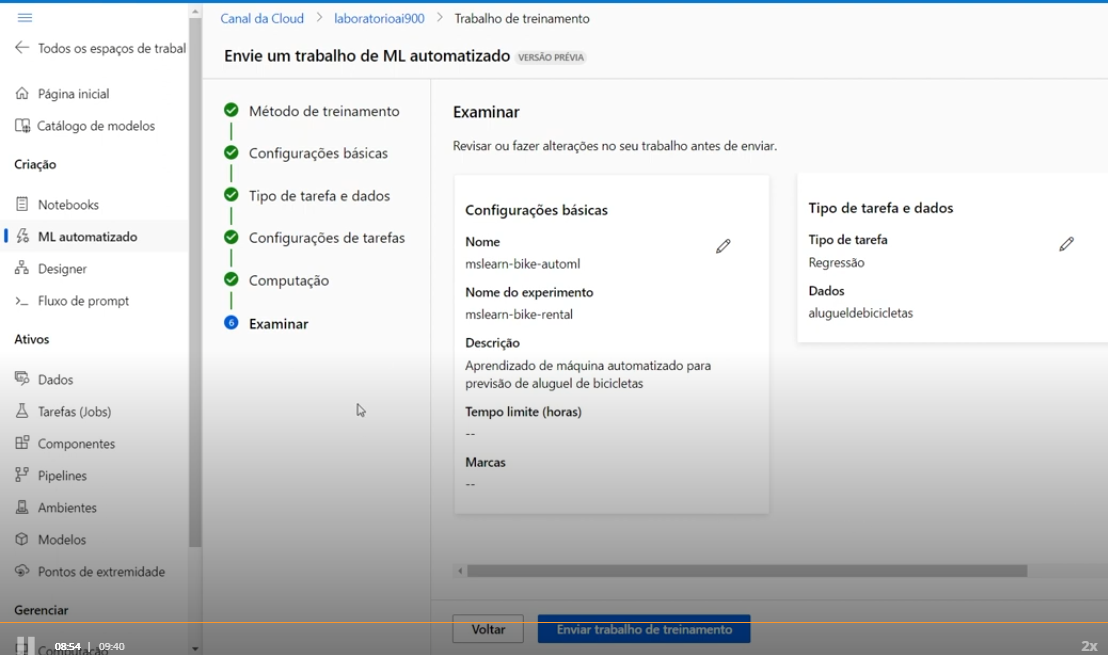 Todos os espaços de trabal
Página inicial
Catálogo de modelos
Criação
Notebooks
ML automatizado
Designer
Fluxo de prompt
Ativos
Dados
Tarefas (Jobs)
Componentes
Pipelines
Ambientes
Modelos
Pontos de extremidade
Gerenciar
Computação
Canal da Cloud > laboratorioai900 > Trabalho de treinamento
Envie um trabalho de ML automatizado VERSÃO PRÉVIA
Método de treinamento
Configurações básicas
Tipo de tarefa e dados
Configurações de tarefas
Computação
6 Examinar
Examinar
Revisar ou fazer alterações no seu trabalho antes de enviar.
Configurações básicas
Nome
mslearn-bike-automl
Nome do experimento
mslearn-bike-rental
Descrição
Aprendizado de máquina automatizado para
previsão de aluguel de bicicletas
Tempo limite (horas)
--
Marcas
--
Tipo de tarefa e dados
Tipo de tarefa
Regressão
Dados
alugueldebicicletas
Voltar
Enviar trabalho de treinamento
08:54 | 09:40
2x